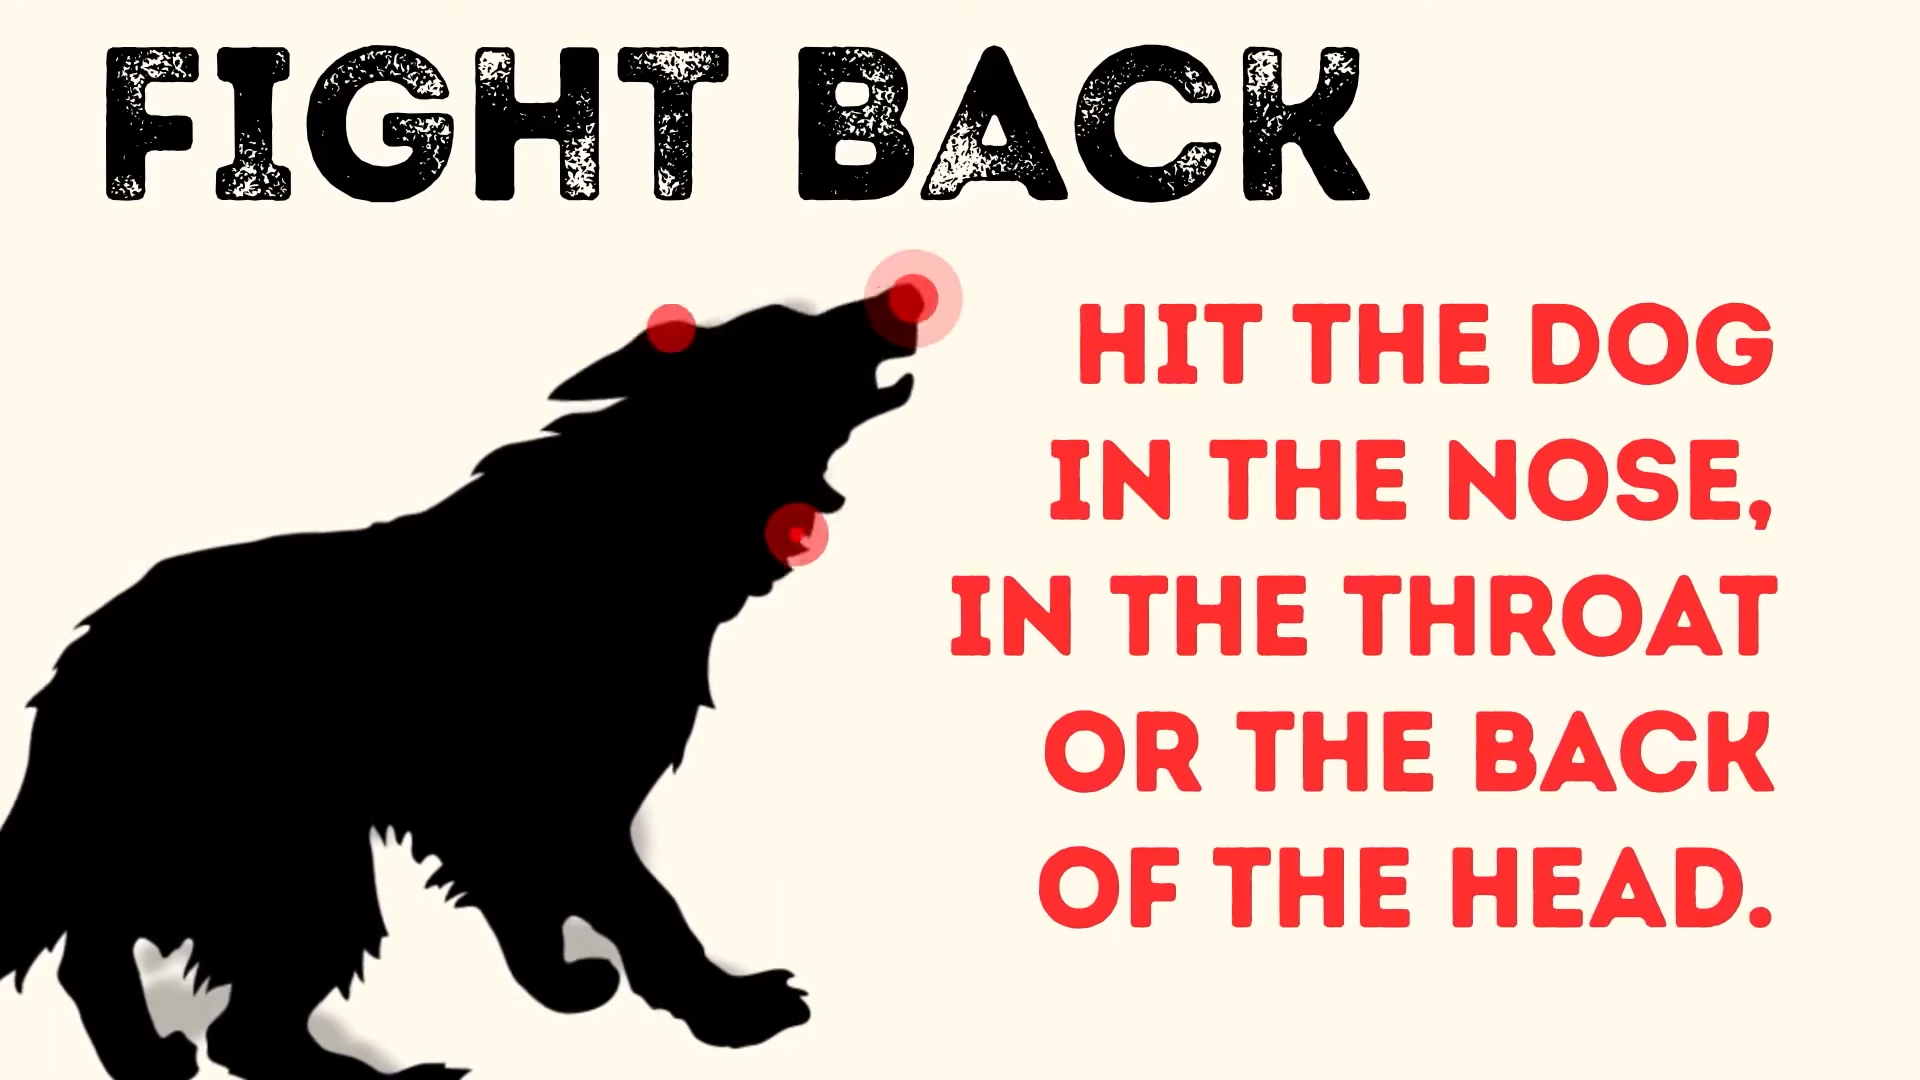 FIGHT BACK
HIT THE DOG
IN THE NOSE,
IN THE THROAT
OR THE BACK
OF THE HEAD.